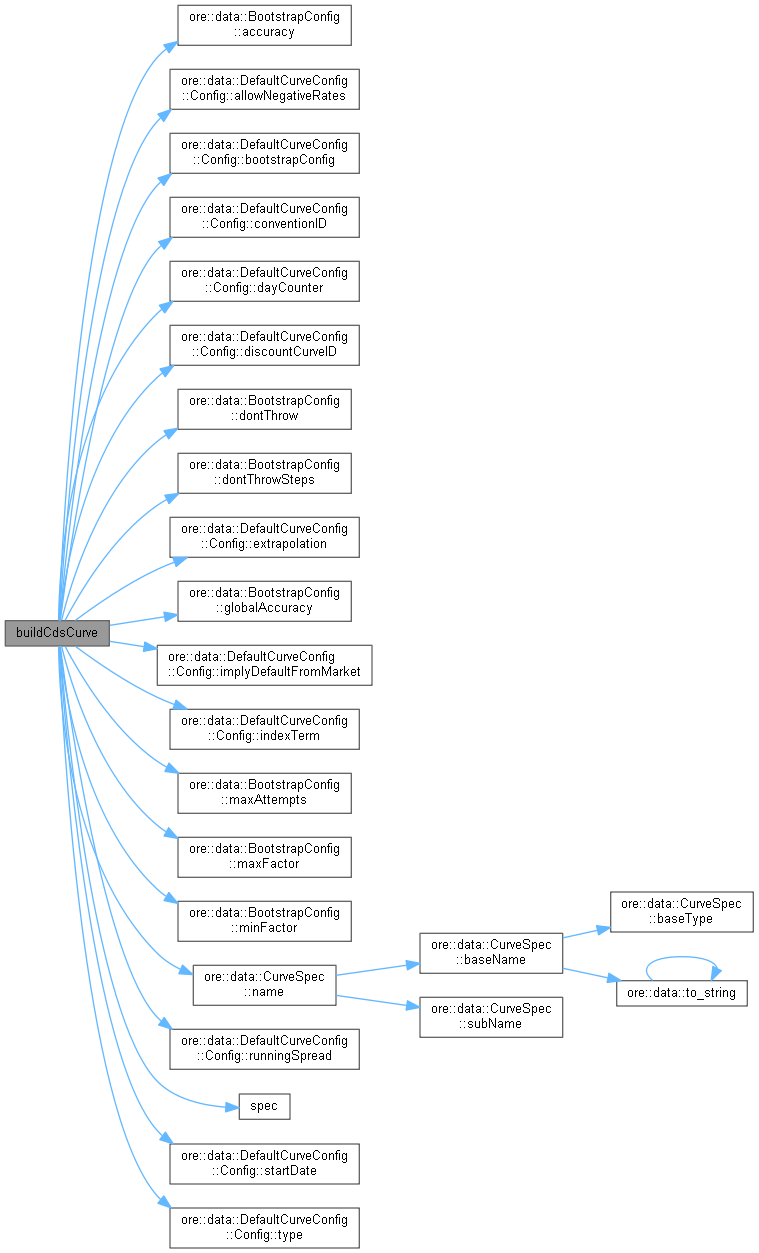 ore::data::BootstrapConfig
::accuracy
ore::data::DefaultCurveConfig
::Config::allowNegativeRates
ore::data::DefaultCurveConfig
::Config::bootstrapConfig
ore::data::DefaultCurveConfig
::Config::conventionID
ore::data::DefaultCurveConfig
::Config::dayCounter
ore::data::DefaultCurveConfig
::Config::discountCurveID
ore::data::BootstrapConfig
::dontThrow
ore::data::BootstrapConfig
::dontThrowSteps
ore::data::DefaultCurveConfig
::Config::extrapolation
ore::data::BootstrapConfig
::globalAccuracy
buildCdsCurve
ore::data::DefaultCurveConfig
::Config::implyDefaultFromMarket
ore::data::DefaultCurveConfig
::Config::indexTerm
ore::data::BootstrapConfig
::maxAttempts
ore::data::BootstrapConfig
::maxFactor
ore::data::BootstrapConfig
::minFactor
ore::data::CurveSpec
::name
ore::data::CurveSpec
::baseName
ore::data::CurveSpec
::baseType
ore::data::to_string
ore::data::CurveSpec
::subName
ore::data::DefaultCurveConfig
::Config::runningSpread
spec
ore::data::DefaultCurveConfig
::Config::startDate
ore::data::DefaultCurveConfig
::Config::type